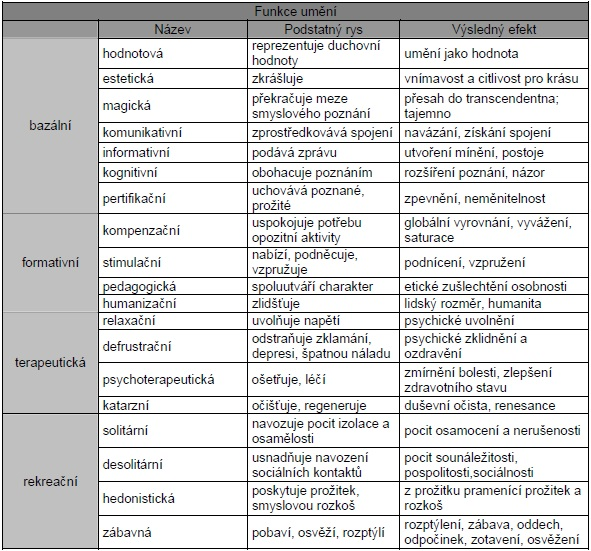 Funkce umění
Název Podstatný rys Výsledný efekt
bazální
hodnotová reprezentuje duchovní hodnoty umění jako hodnota
estetická zkrášluje vnímavost a citlivost pro krásu
magická překračuje meze smyslového poznání přesah do transcendentna; tajemno
komunikativní zprostředkovává spojení navázání, získání spojení
informativní podává zprávu utvoření mínění, postoje
kognitivní obohacuje poznáním rozšíření poznání, názor
pertifikační uchovává poznané, prožité zpevnění, neměnitelnost
formativní
kompenzační uspokojuje potřebu opozitní aktivity globální vyrovnání, vyvážení, saturace
stimulační nabízí, podněcuje, vzpružuje podnícení, vzpružení
pedagogická spoluutváří charakter etické zušlechtění osobnosti
humanizační zlidšťuje lidský rozměr, humanita
terapeutická
relaxační uvolňuje napětí psychické uvolnění
defrustrační odstraňuje zklamání, depresi, špatnou náladu psychické zklidnění a ozdravění
psychoterapeutická ošetřuje, léčí zmírnění bolesti, zlepšení zdravotního stavu
katarzní očišťuje, regeneruje duševní očista, renesance
rekreační
solitární navozuje pocit izolace a osamělosti pocit osamocení a nerušenosti
desolitární usnadňuje navození sociálních kontaktů pocit sounáležitosti, pospolitosti,sociálnosti
hedonistická poskytuje prožitek, smyslovou rozkoš z prožitku pramenící prožitek a rozkoš
zábavná pobaví, osvěží, rozptýlí rozptýlení, zábava, oddech, odpočinek, zotavení, osvěžení